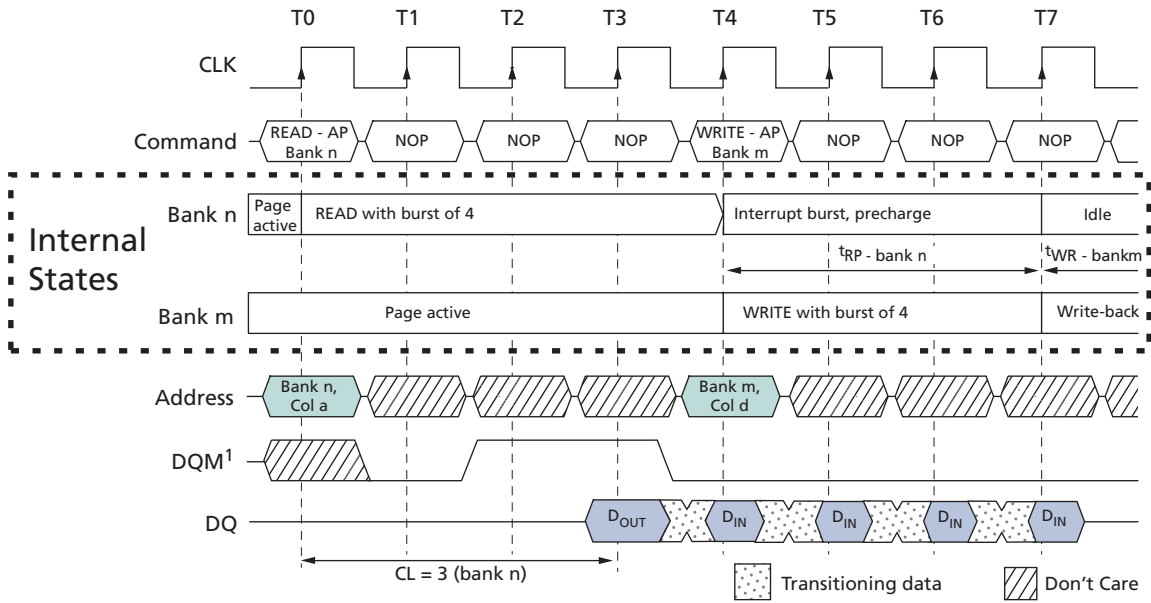 T0 T1 T2 T3 T4 T5 T6 T7
CLK
Command
READ - AP
Bank n
NOP
NOP
NOP
WRITE - AP
Bank m
NOP
NOP
NOP
Internal
States
Bank n
Page
active
READ with burst of 4
Interrupt burst, precharge
Idle
tRP - bank n
tWR - bankm
Bank m
Page active
WRITE with burst of 4
Write-back
Address
Bank n,
Col a
Bank m,
Col d
DQM1
DQ
DOUT
DIN
DIN
DIN
DIN
CL = 3 (bank n)
Transitioning data
Don't Care